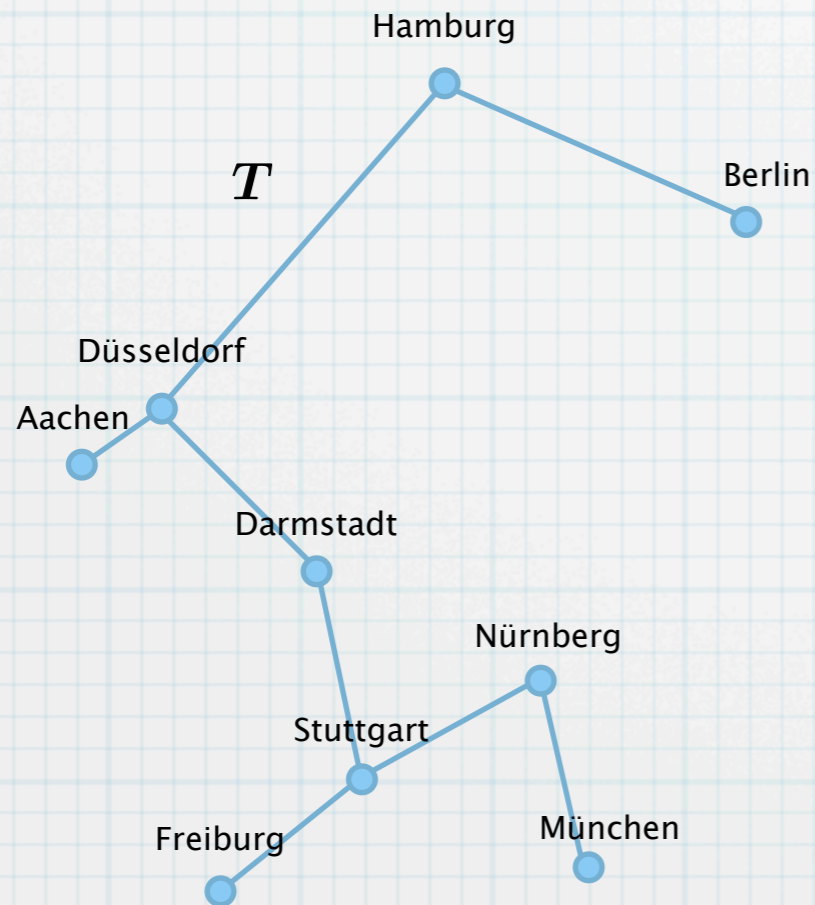 Hamburg
T
Berlin
Düsseldorf
Aachen
Darmstadt
Nürnberg
Stuttgart
Freiburg
München